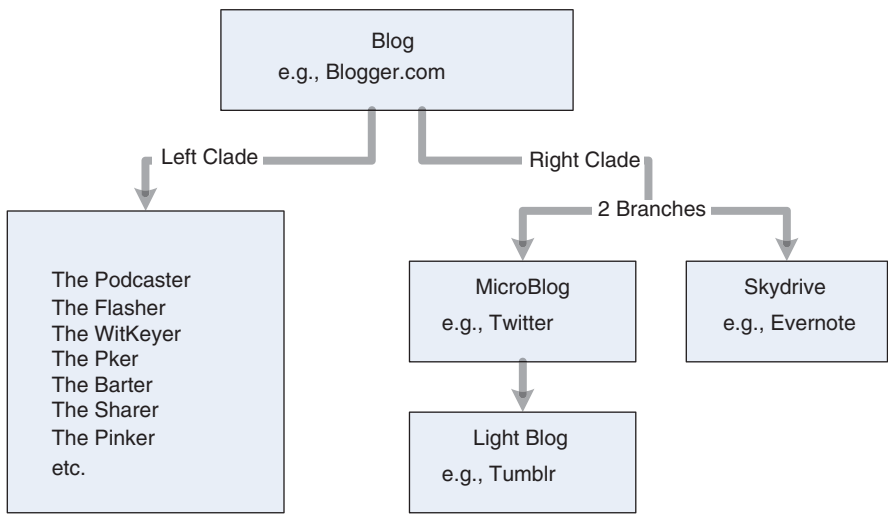 Blog
e.g., Blogger.com
Left Clade
Right Clade
2 Branches
The Podcaster
The Flasher
The WitKeyer
The Pker
The Barter
The Sharer
The Pinker
etc.
MicroBlog
e.g., Twitter
Skydrive
e.g., Evernote
Light Blog
e.g., Tumblr